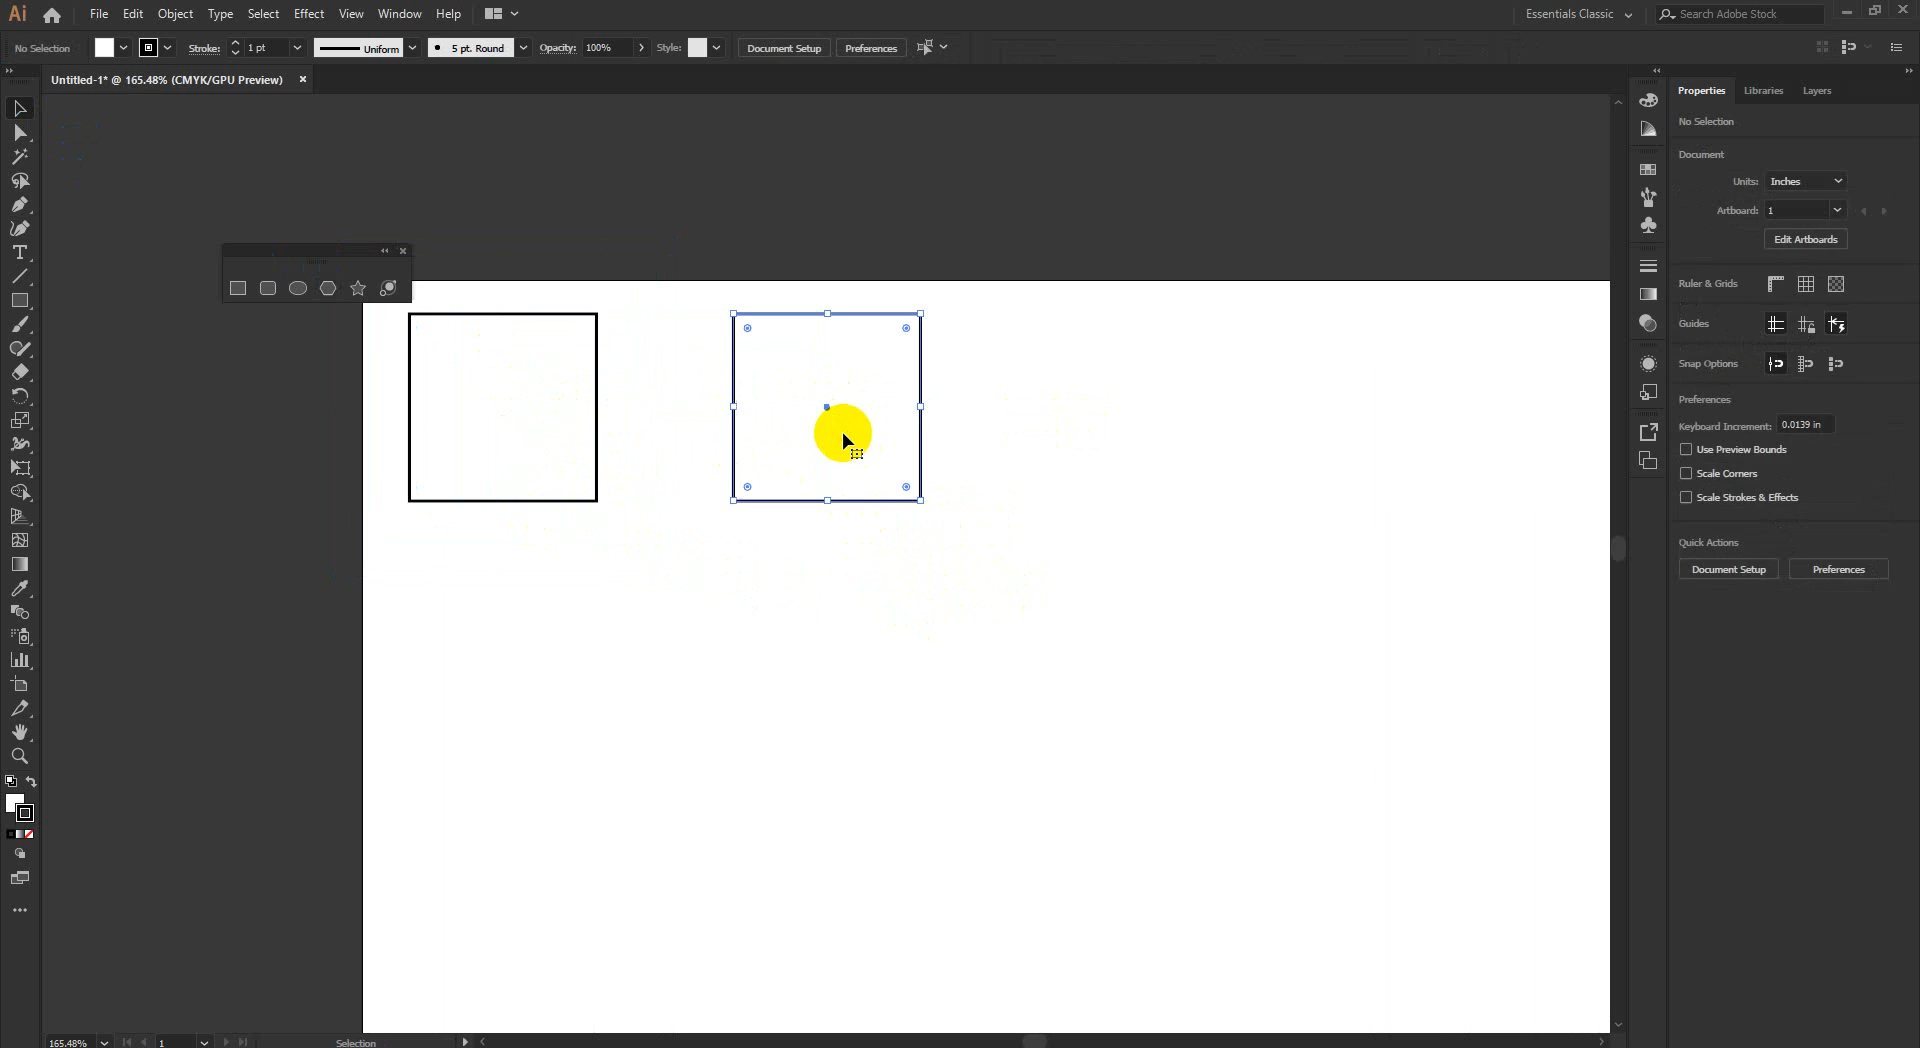 Ai File Edit Object Type Select Effect View Window Help Essentials Classic Search Adobe Stock
No Selection Stroke: 1 pt Uniform 5 pt. Round Opacity: 100% Style: Document Setup Preferences
Untitled-1* @ 165.48% (CMYK/GPU Preview)
Properties Libraries Layers
No Selection
Document
Units: Inches
Artboard: 1
Edit Artboards
Ruler & Grids
Guides
Snap Options
Preferences
Keyboard Increment: 0.0139 in
Use Preview Bounds
Scale Corners
Scale Strokes & Effects
Quick Actions
Document Setup Preferences
165.48% 1 Selection